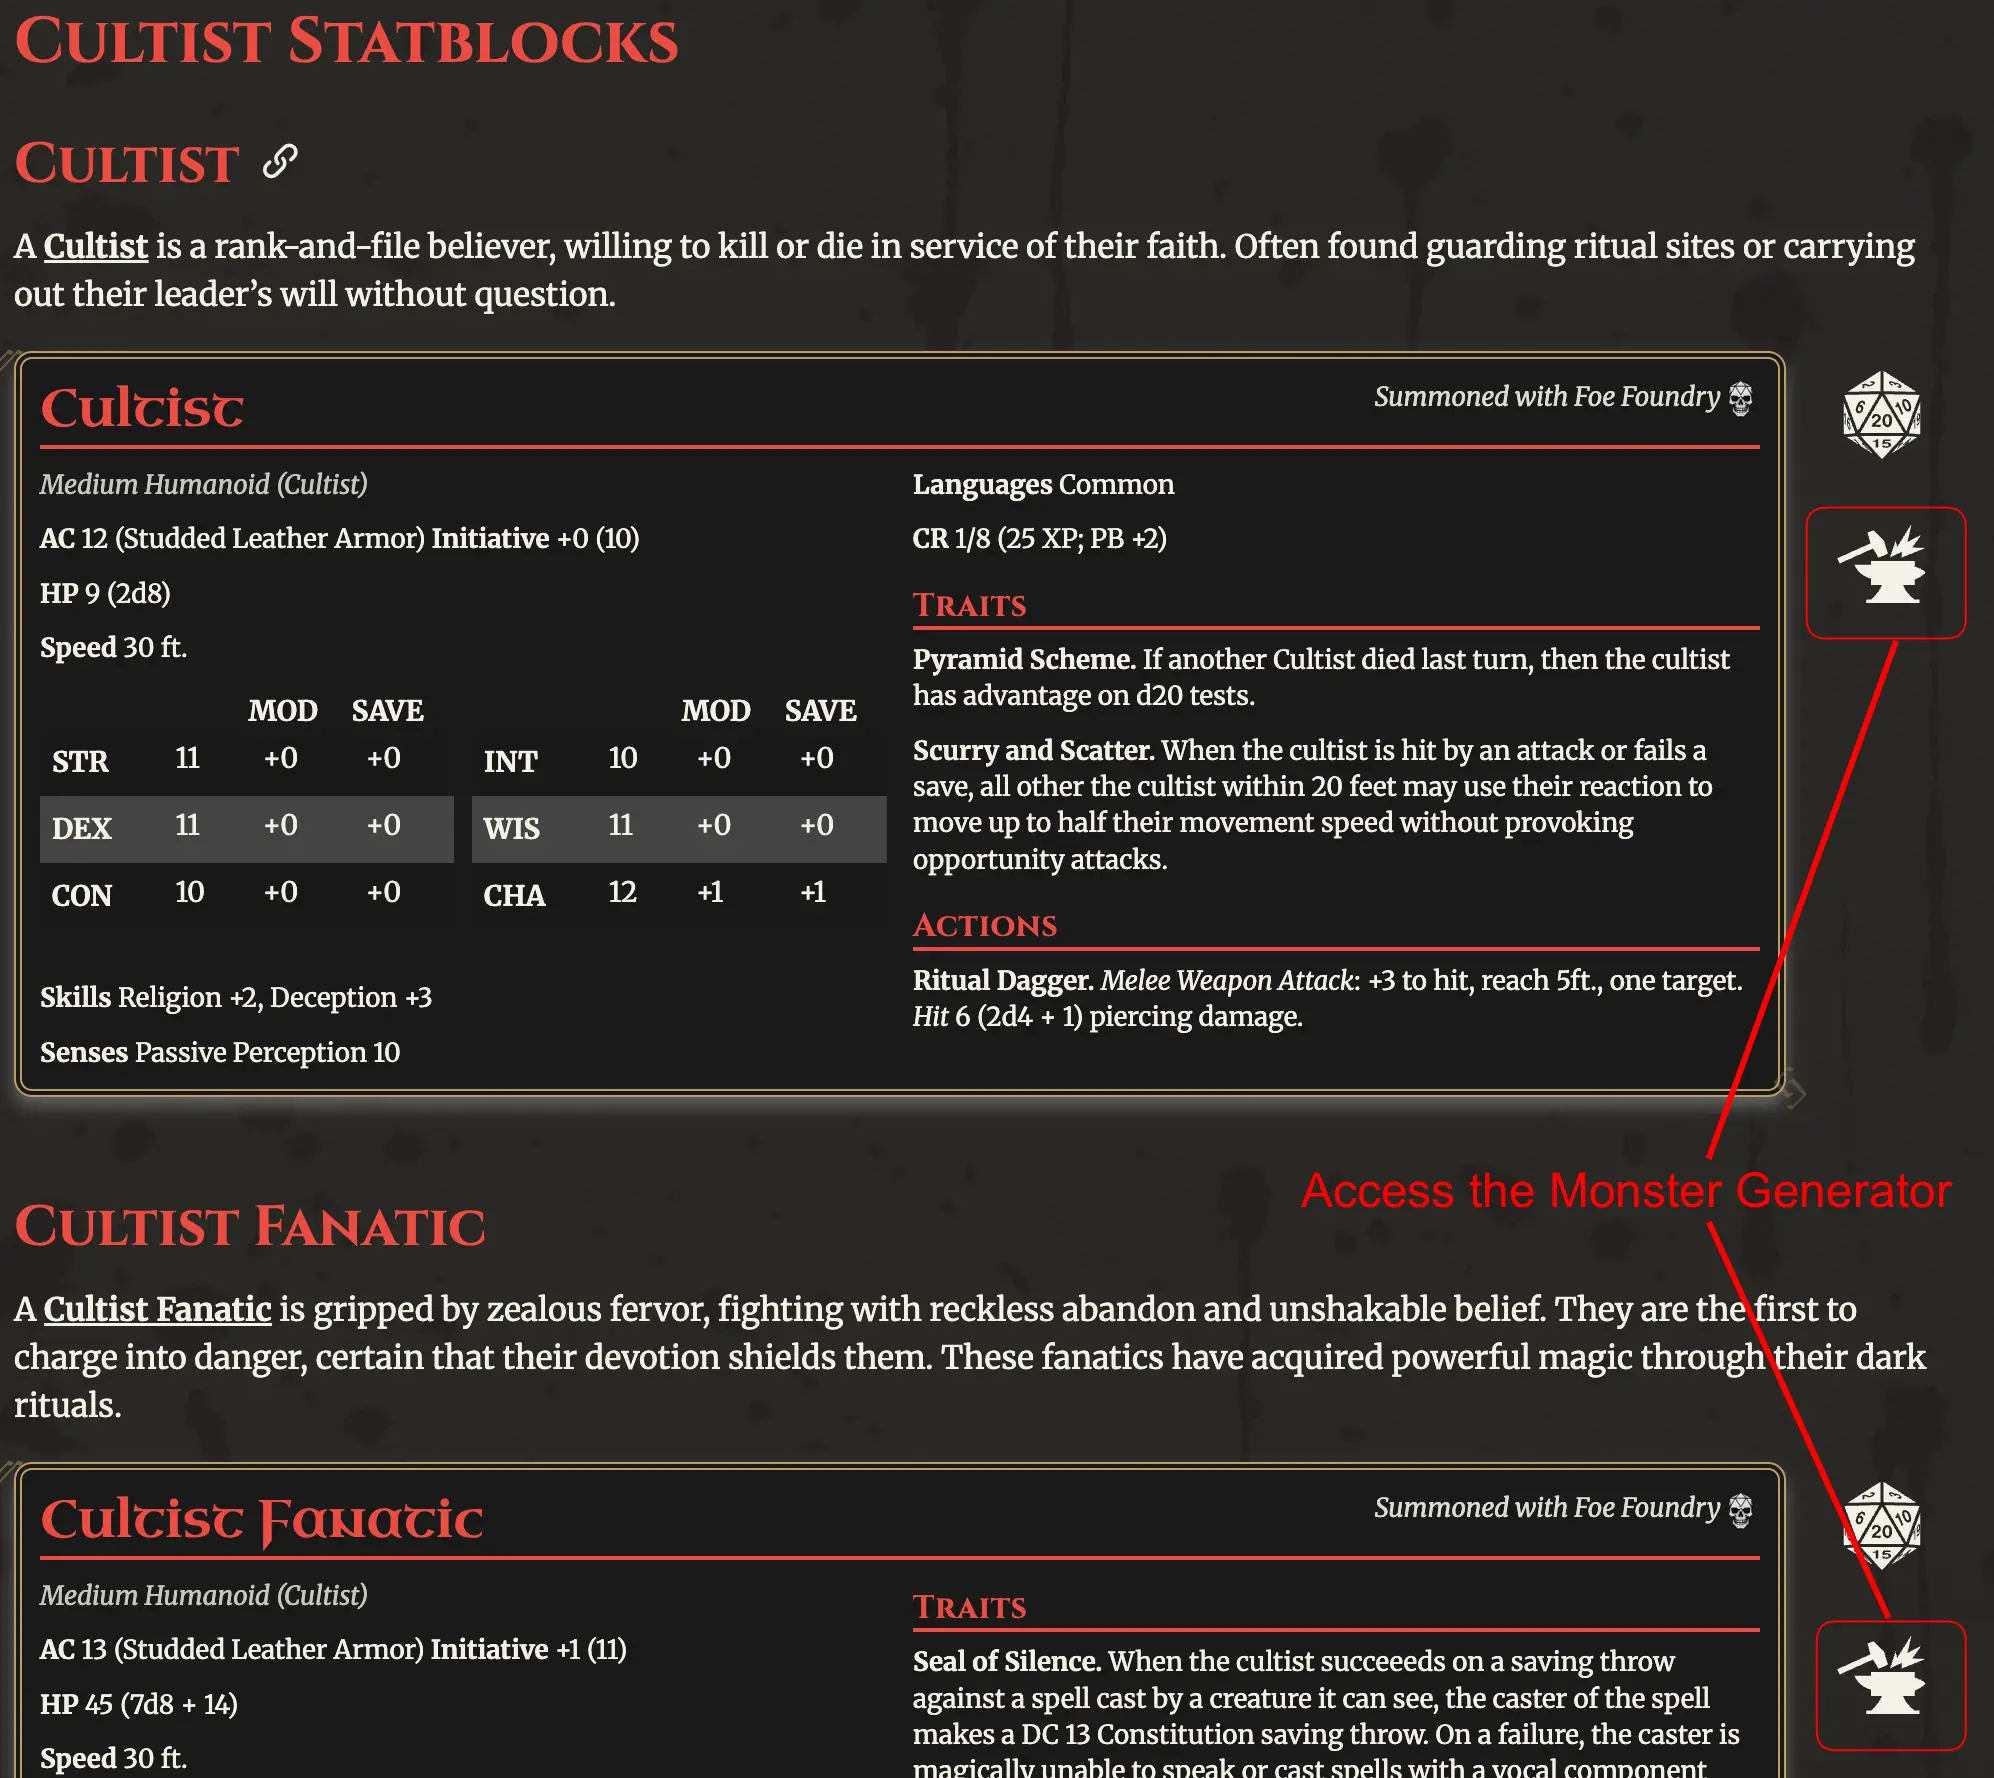 Cultist Statblocks
Cultist
A Cultist is a rank-and-file believer, willing to kill or die in service of their faith. Often found guarding ritual sites or carrying
out their leader’s will without question.
Cultist
Summoned with Foe Foundry
Medium Humanoid (Cultist)
AC 12 (Studded Leather Armor) Initiative +0 (10)
HP 9 (2d8)
Speed 30 ft.
MOD SAVE MOD SAVE
STR 11 +0 +0 INT 10 +0 +0
DEX 11 +0 +0 WIS 11 +0 +0
CON 10 +0 +0 CHA 12 +1 +1
Skills Religion +2, Deception +3
Senses Passive Perception 10
Languages Common
CR 1/8 (25 XP; PB +2)
Traits
Pyramid Scheme. If another Cultist died last turn, then the cultist
has advantage on d20 tests.
Scurry and Scatter. When the cultist is hit by an attack or fails a
save, all other the cultist within 20 feet may use their reaction to
move up to half their movement speed without provoking
opportunity attacks.
Actions
Ritual Dagger. Melee Weapon Attack: +3 to hit, reach 5ft., one target.
Hit 6 (2d4 + 1) piercing damage.
6 20 10
15
Access the Monster Generator
Cultist Fanatic
A Cultist Fanatic is gripped by zealous fervor, fighting with reckless abandon and unshakable belief. They are the first to
charge into danger, certain that their devotion shields them. These fanatics have acquired powerful magic through their dark
rituals.
Cultist Fanatic
Summoned with Foe Foundry
Medium Humanoid (Cultist)
AC 13 (Studded Leather Armor) Initiative +1 (11)
HP 45 (7d8 + 14)
Speed 30 ft.
Traits
Seal of Silence. When the cultist succeeeds on a saving throw
against a spell cast by a creature it can see, the caster of the spell
makes a DC 13 Constitution saving throw. On a failure, the caster is
magically unable to speak or cast spells with a vocal component
6 20 10
15